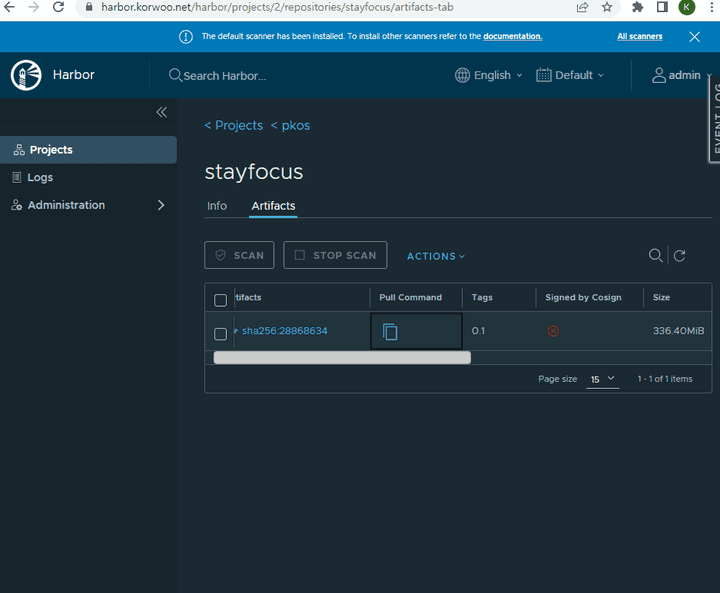 harbor.korwoo.net/harbor/projects/2/repositories/stayfocus/artifacts-tab
K
The default scanner has been installed. To install other scanners refer to the documentation.
All scanners
Harbor
Search Harbor...
English
Default
admin
EVENT LOG
Projects
Logs
Administration
< Projects < pkos
stayfocus
Info
Artifacts
SCAN
STOP SCAN
ACTIONS
tifacts
Pull Command
Tags
Signed by Cosign
Size
sha256:28868634
0.1
336.40MiB
Page size
15
1 - 1 of 1 items